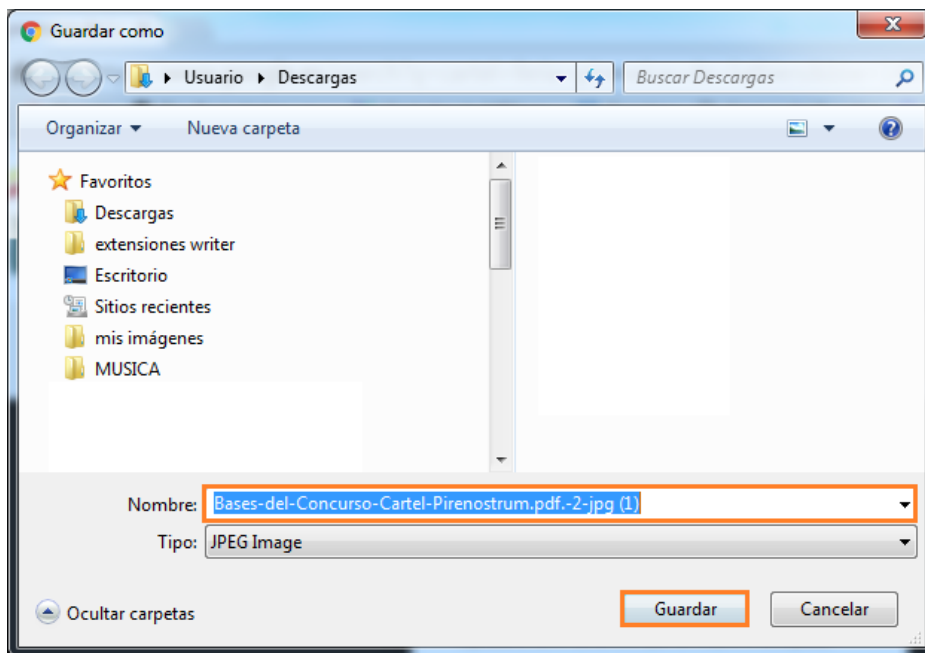 Guardar como
Usuario Descargas Buscar Descargas
Organizar Nueva carpeta
Favoritos
Descargas
extensiones writer
Escritorio
Sitios recientes
mis imágenes
MUSICA
Nombre: Bases-del-Concurso-Cartel-Pirenostrum.pdf.-2-jpg (1)
Tipo: JPEG Image
Ocultar carpetas Guardar Cancelar